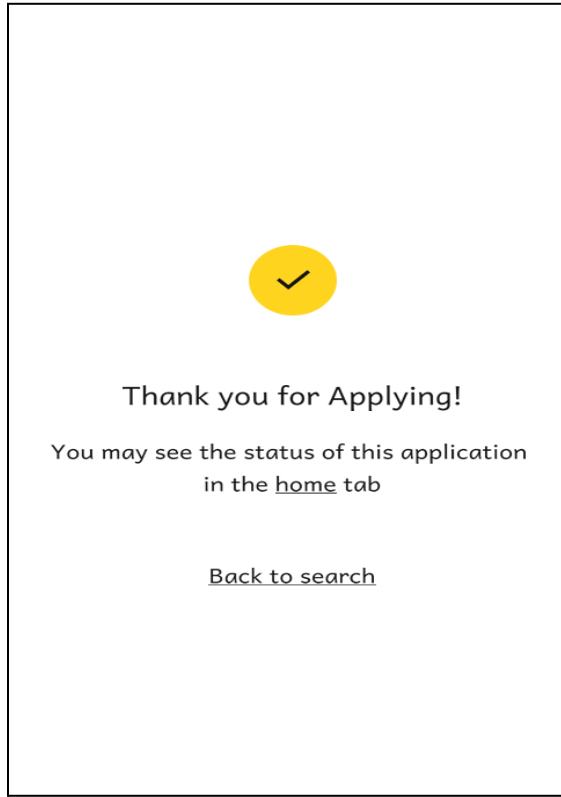 Thank you for Applying!
You may see the status of this application
in the home tab
Back to search